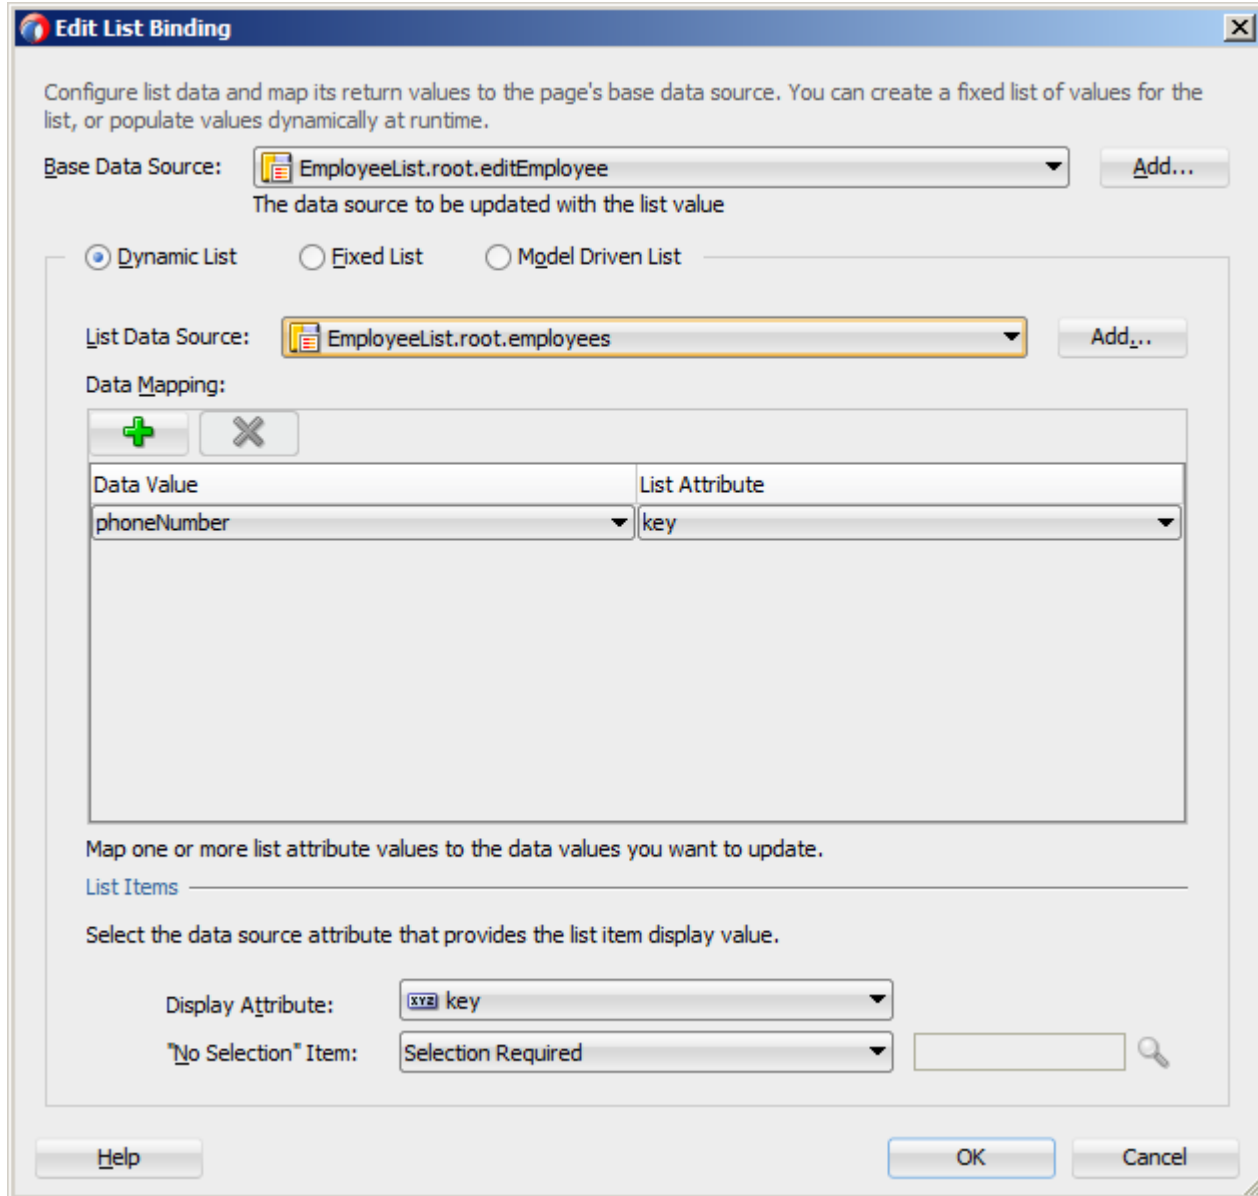 Edit List Binding
Configure list data and map its return values to the page's base data source. You can create a fixed list of values for the
list, or populate values dynamically at runtime.
Base Data Source: EmployeeList.root.editEmployee Add...
The data source to be updated with the list value
Dynamic List Fixed List Model Driven List
List Data Source: EmployeeList.root.employees Add...
Data Mapping:
Data Value List Attribute
phoneNumber key
Map one or more list attribute values to the data values you want to update.
List Items
Select the data source attribute that provides the list item display value.
Display Attribute: XYZ key
"No Selection" Item: Selection Required
Help OK Cancel